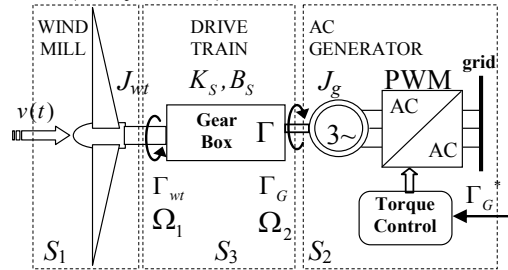 WIND MILL
DRIVE TRAIN
AC GENERATOR
grid
J_wt
K_S, B_S
J_g
PWM
v(t)
Gear Box
Γ
3~
AC
AC
Γ_wt
Γ_G
Γ_G*
Ω_1
Ω_2
Torque Control
S_1
S_3
S_2